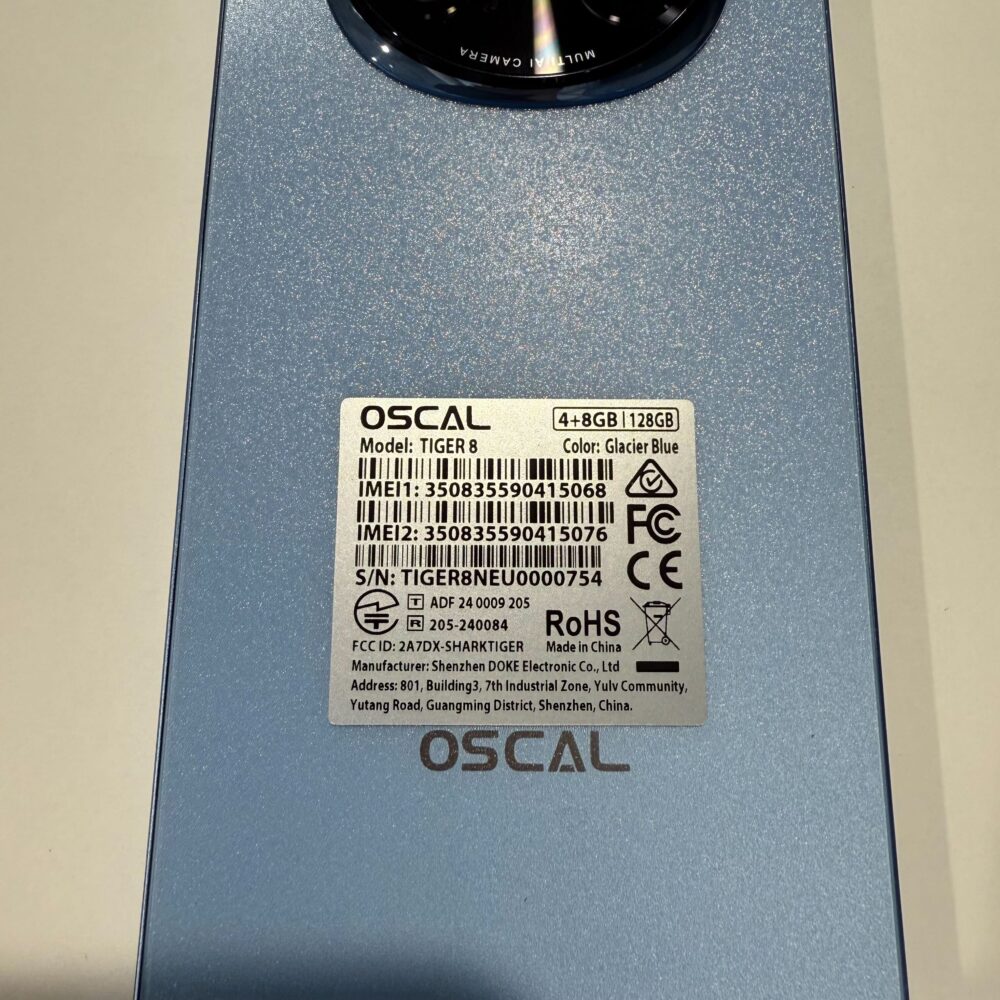 MULTI AI CAMERA
OSCAL 4+8GB | 128GB
Model: TIGER 8 Color: Glacier Blue
IMEI1: 350835590415068
IMEI2: 350835590415076
FC
CE
S/N: TIGER8NEU0000754
T ADF 24 0009 205
R 205-240084
RoHS
FCC ID: 2A7DX-SHARKTIGER Made in China
Manufacturer: Shenzhen DOKE Electronic Co., Ltd
Address: 801, Building3, 7th Industrial Zone, Yulv Community,
Yutang Road, Guangming District, Shenzhen, China.
OSCAL